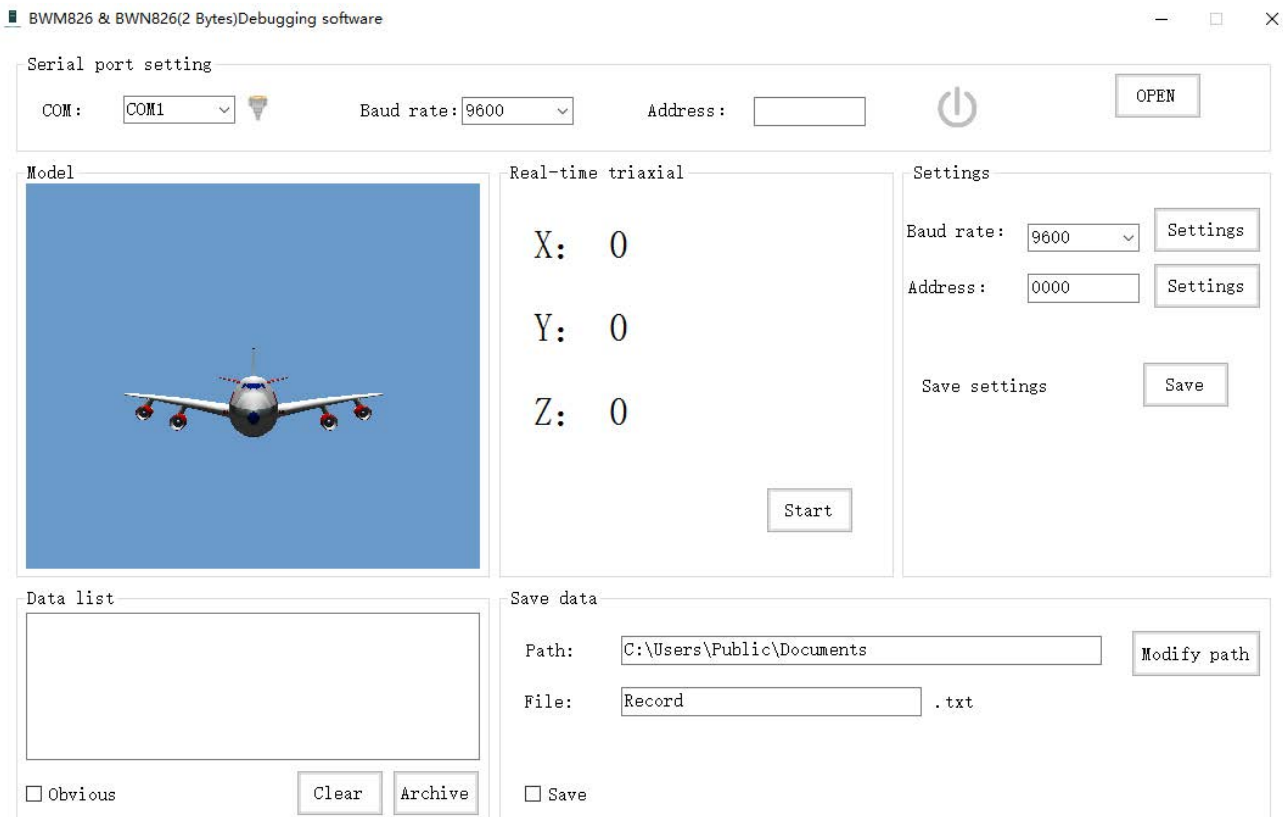 BWM826 & BWN826(2 Bytes)Debugging software
Serial port setting
COM: COM1 Baud rate: 9600 Address: OPEN
Model
Real-time triaxial
X: 0
Y: 0
Z: 0
Start
Settings
Baud rate: 9600 Settings
Address: 0000 Settings
Save settings Save
Data list
Obvious Clear Archive
Save data
Path: C:\Users\Public\Documents Modify path
File: Record .txt
Save